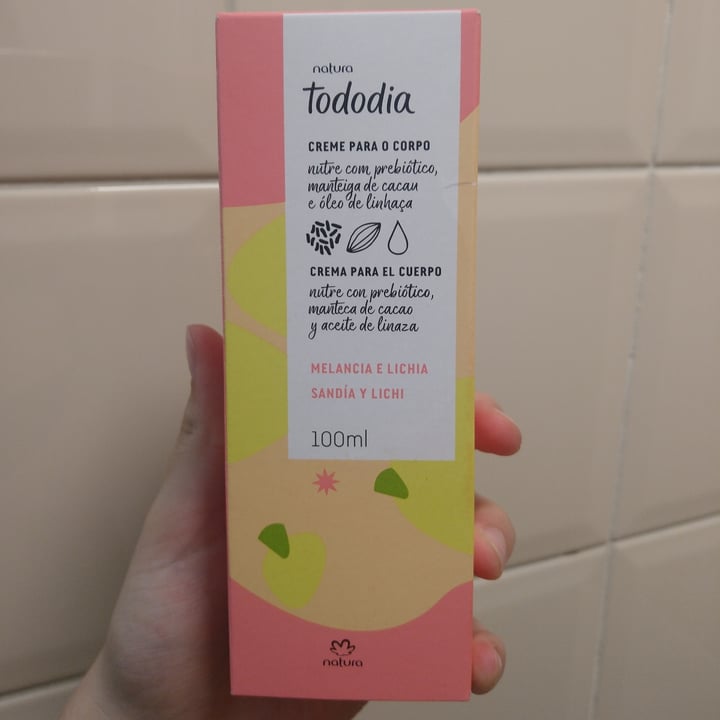 natura
tododia
CREME PARA O CORPO
nutre com prebiótico,
manteiga de cacau
e óleo de linhaça
CREMA PARA EL CUERPO
nutre con prebiótico,
manteca de cacao
y aceite de linaza
MELANCIA E LICHIA
SANDÍA Y LICHI
100ml
natura